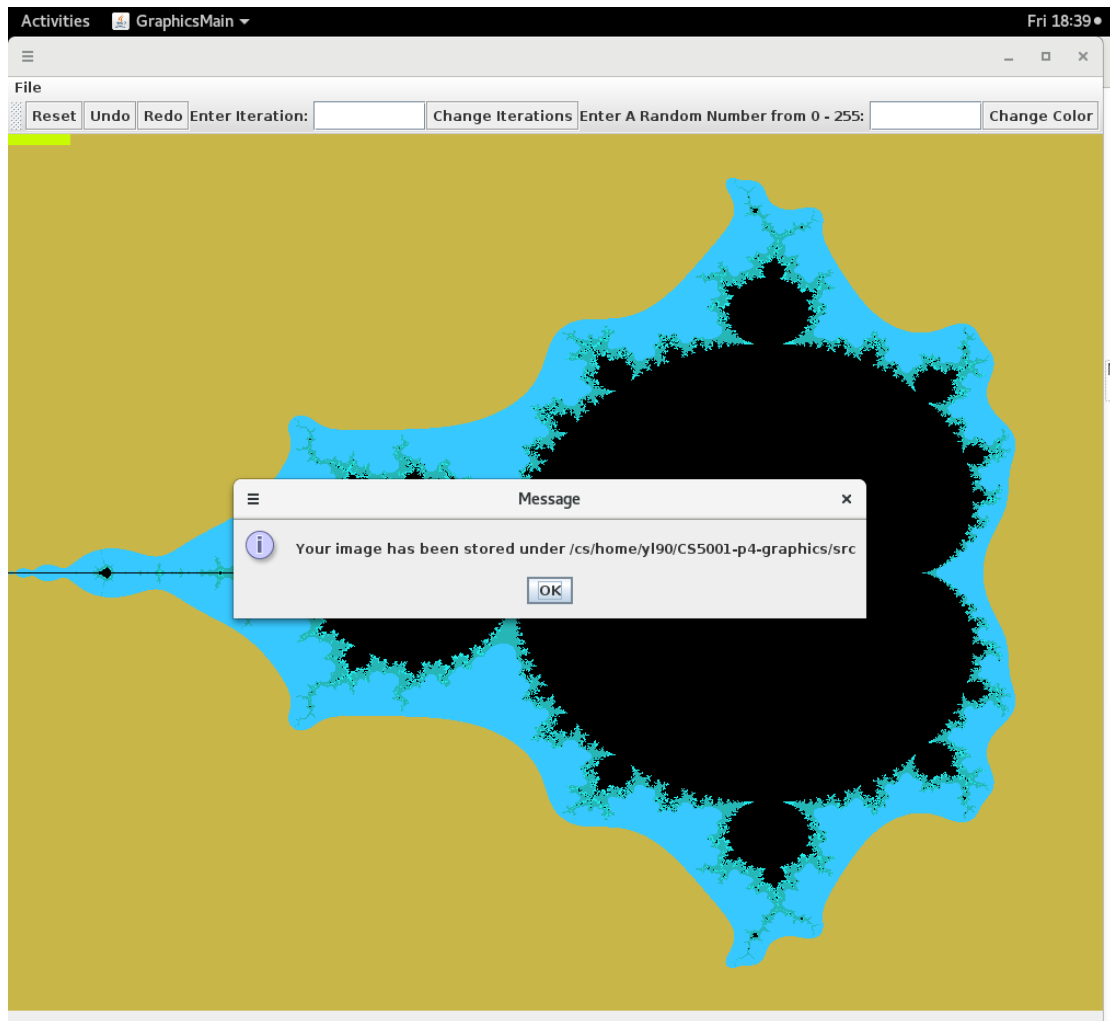 Activities GraphicsMain Fri 18:39
File
Reset Undo Redo Enter Iteration: Change Iterations Enter A Random Number from 0 - 255: Change Color
Message
Your image has been stored under /cs/home/yl90/CS5001-p4-graphics/src
OK